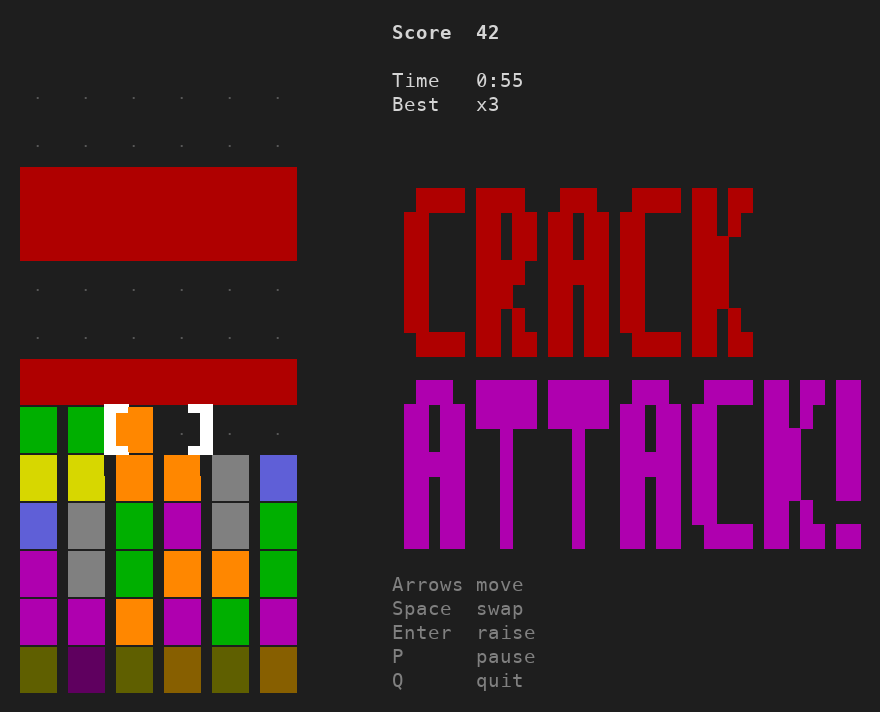 Score 42
Time 0:55
Best x3
CRACK
ATTACK!
Arrows move
Space swap
Enter raise
P pause
Q quit